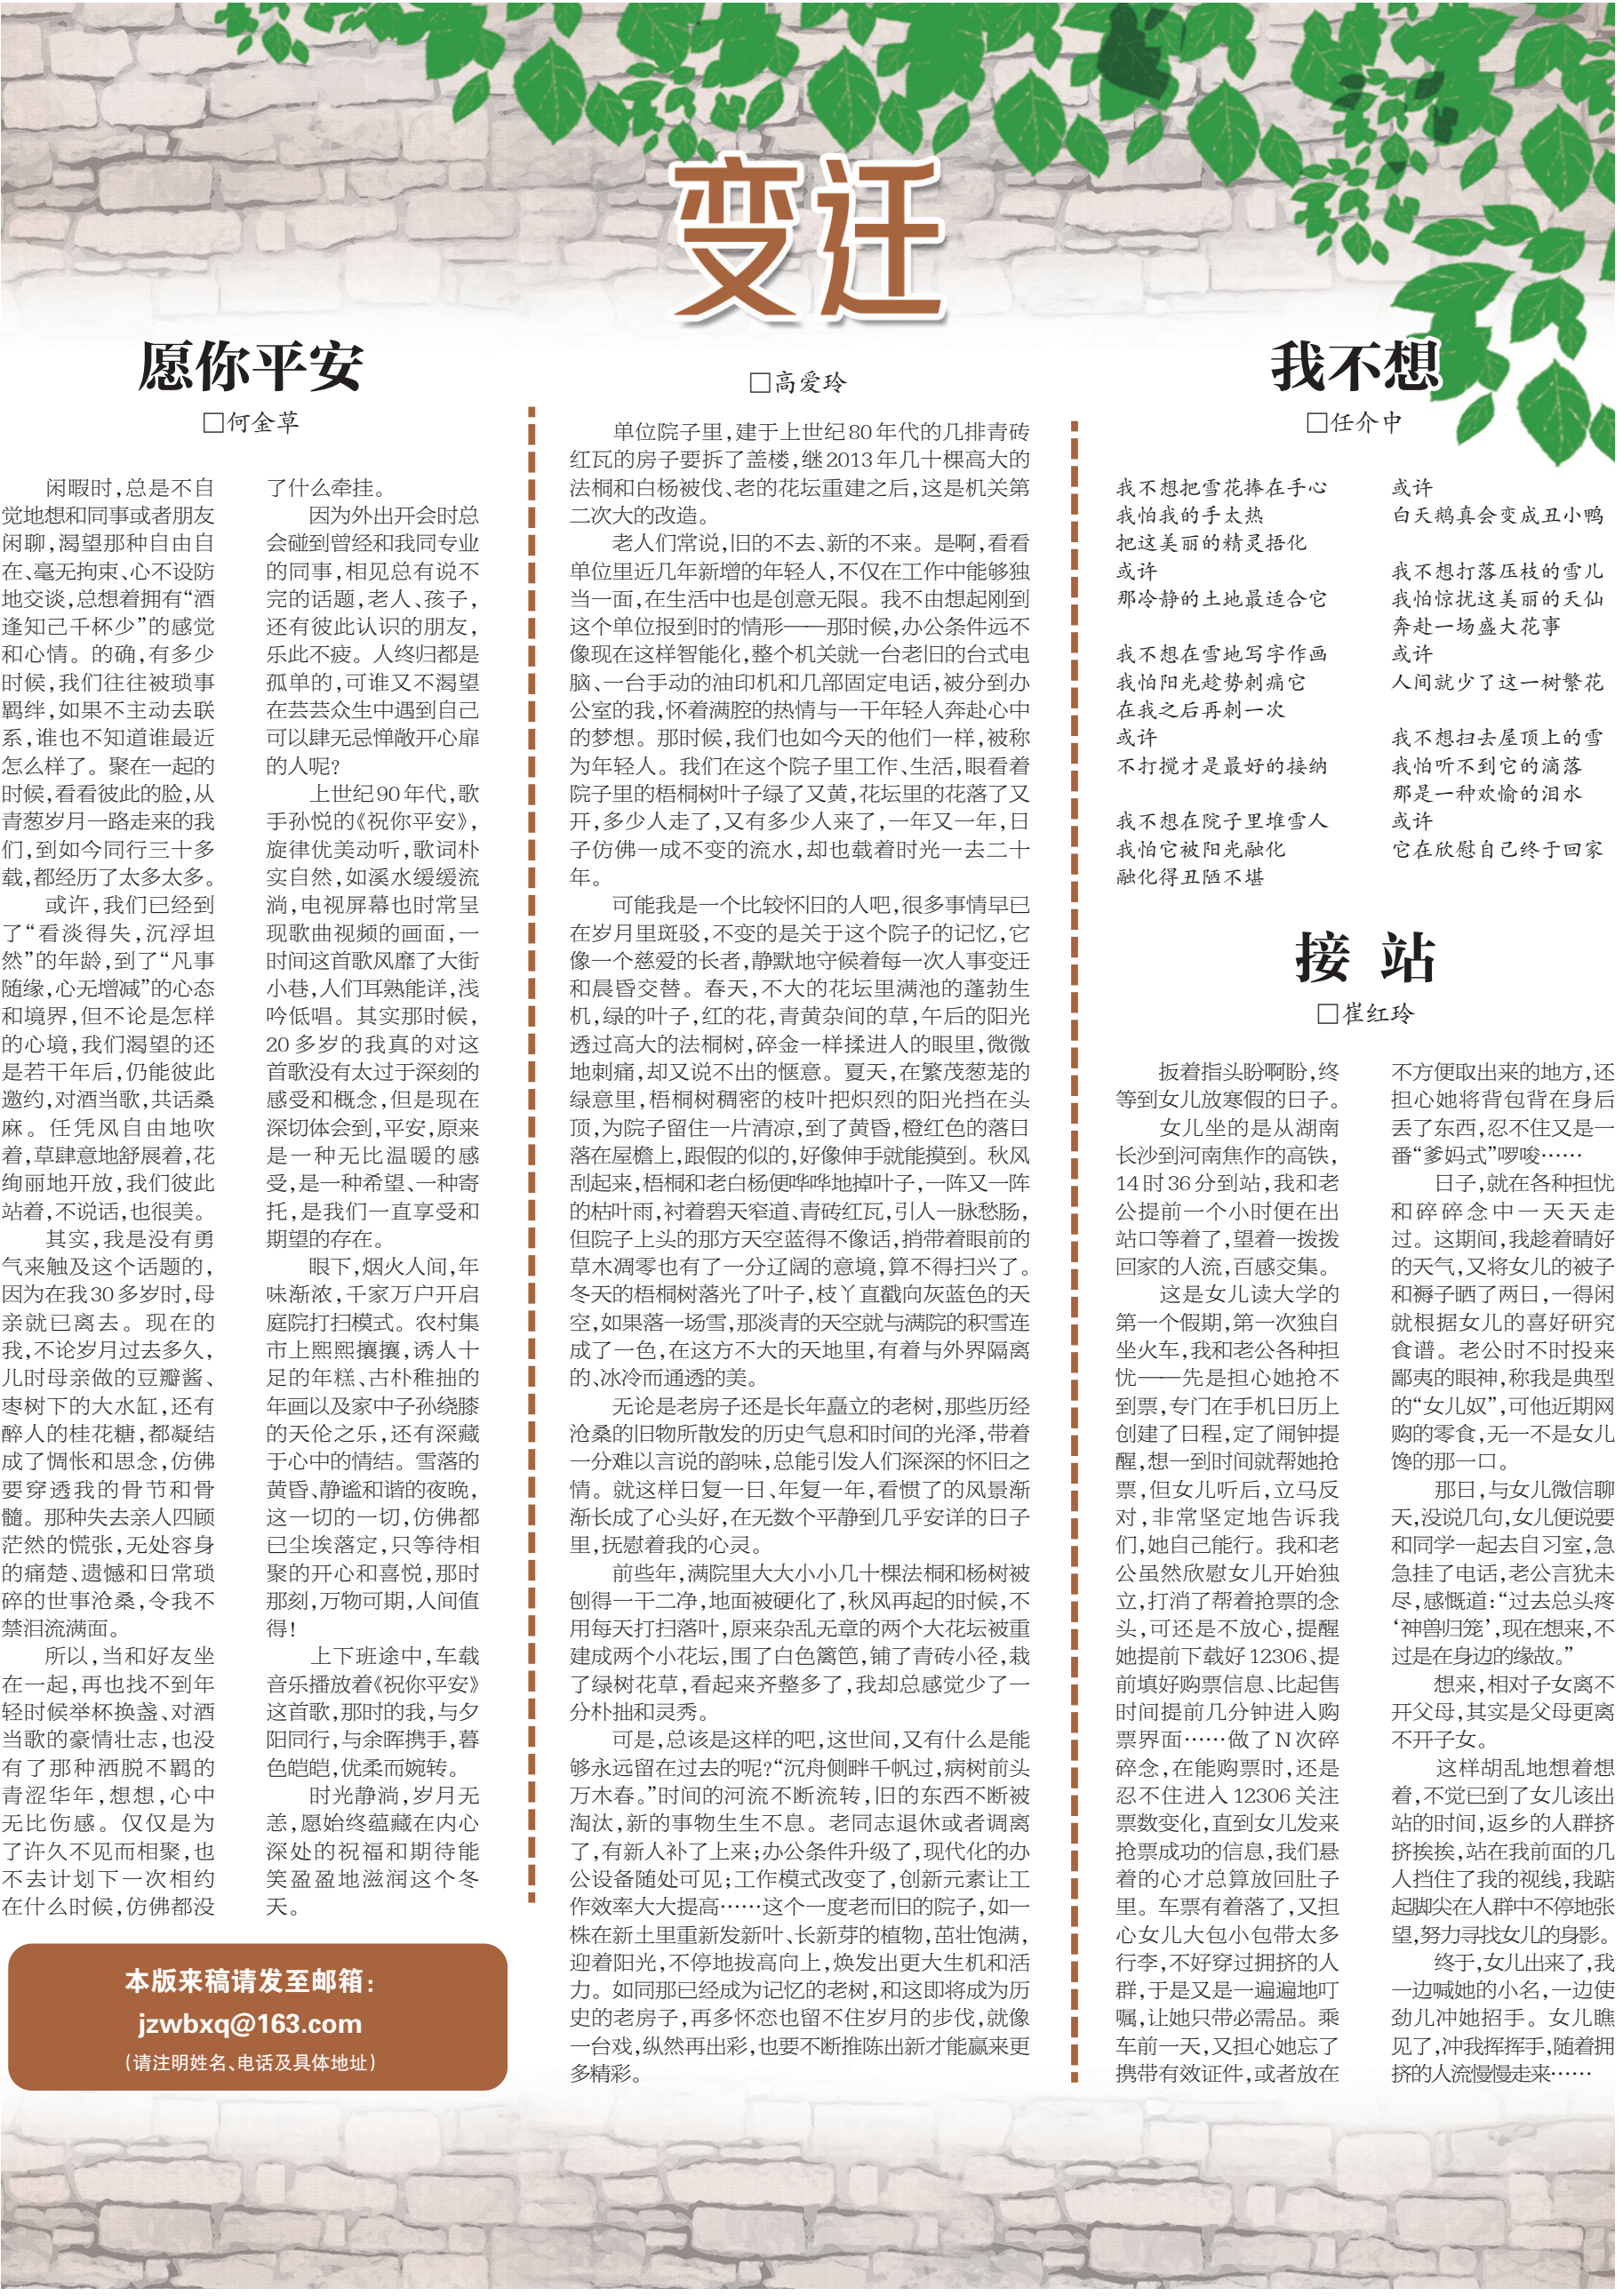 变迁
愿你平安
□何金草
闲暇时，总是不自
觉地想和同事或者朋友
闲聊，渴望那种自由自
在、毫无拘束、心不设防
地交谈，总想着拥有“酒
逢知己千杯少”的感觉
和心情。的确，有多少
时候，我们往往被琐事
羁绊，如果不主动去联
系，谁也不知道谁最近
怎么样了。聚在一起的
时候，看看彼此的脸，从
青葱岁月一路走来的我
们，到如今同行三十多
载，都经历了太多太多。
或许，我们已经到
了“看淡得失，沉浮坦
然”的年龄，到了“凡事
随缘，心无增减”的心态
和境界，但不论是怎样
的心境，我们渴望的还
是若干年后，仍能彼此
邀约，对酒当歌，共话桑
麻。任凭风自由地吹
着，草肆意地舒展着，花
绚丽地开放，我们彼此
站着，不说话，也很美。
其实，我是没有勇
气来触及这个话题的，
因为在我30多岁时，母
亲就已离去。现在的
我，不论岁月过去多久，
儿时母亲做的豆瓣酱、
枣树下的大水缸，还有
醉人的桂花糖，都凝结
成了惆怅和思念，仿佛
要穿透我的骨节和骨
髓。那种失去亲人四顾
茫然的慌张，无处容身
的痛楚、遗憾和日常琐
碎的世事沧桑，令我不
禁泪流满面。
所以，当和好友坐
在一起，再也找不到年
轻时候举杯换盏、对酒
当歌的豪情壮志，也没
有了那种洒脱不羁的
青涩华年，想想，心中
无比伤感。仅仅是为
了许久不见而相聚，也
不去计划下一次相约
在什么时候，仿佛都没
了什么牵挂。
因为外出开会时总
会碰到曾经和我同专业
的同事，相见总有说不
完的话题，老人、孩子，
还有彼此认识的朋友，
乐此不疲。人终归都是
孤单的，可谁又不渴望
在芸芸众生中遇到自己
可以肆无忌惮敞开心扉
的人呢？
上世纪90年代，歌
手孙悦的《祝你平安》，
旋律优美动听，歌词朴
实自然，如溪水缓缓流
淌，电视屏幕也时常呈
现歌曲视频的画面，一
时间这首歌风靡了大街
小巷，人们耳熟能详，浅
吟低唱。其实那时候，
20多岁的我真的对这
首歌没有太过于深刻的
感受和概念，但是现在
深切体会到，平安，原来
是一种无比温暖的感
受，是一种希望、一种寄
托，是我们一直享受和
期望的存在。
眼下，烟火人间，年
味渐浓，千家万户开启
庭院打扫模式。农村集
市上熙熙攘攘，诱人十
足的年糕、古朴稚拙的
年画以及家中子孙绕膝
的天伦之乐，还有深藏
于心中的情结。雪落的
黄昏、静谧和谐的夜晚，
这一切的一切，仿佛都
已尘埃落定，只等待相
聚的开心和喜悦，那时
那刻，万物可期，人间值
得！
上下班途中，车载
音乐播放着《祝你平安》
这首歌，那时的我，与夕
阳同行，与余晖携手，暮
色皑皑，优柔而婉转。
时光静淌，岁月无
恙，愿始终蕴藏在内心
深处的祝福和期待能
笑盈盈地滋润这个冬
天。
本版来稿请发至邮箱：
jzwbxq@163.com
（请注明姓名、电话及具体地址）
□高爱玲
单位院子里，建于上世纪80年代的几排青砖
红瓦的房子要拆了盖楼，继2013年几十棵高大的
法桐和白杨被伐、老的花坛重建之后，这是机关第
二次大的改造。
老人们常说，旧的不去、新的不来。是啊，看看
单位里近几年新增的年轻人，不仅在工作中能够独
当一面，在生活中也是创意无限。我不由想起刚到
这个单位报到时的情形——那时候，办公条件远不
像现在这样智能化，整个机关就一台老旧的台式电
脑、一台手动的油印机和几部固定电话，被分到办
公室的我，怀着满腔的热情与一干年轻人奔赴心中
的梦想。那时候，我们也如今天的他们一样，被称
为年轻人。我们在这个院子里工作、生活，眼看着
院子里的梧桐树叶子绿了又黄，花坛里的花落了又
开，多少人走了，又有多少人来了，一年又一年，日
子仿佛一成不变的流水，却也载着时光一去二十
年。
可能我是一个比较怀旧的人吧，很多事情早已
在岁月里斑驳，不变的是关于这个院子的记忆，它
像一个慈爱的长者，静默地守候着每一次人事变迁
和晨昏交替。春天，不大的花坛里满池的蓬勃生
机，绿的叶子，红的花，青黄杂间的草，午后的阳光
透过高大的法桐树，碎金一样揉进人的眼里，微微
地刺痛，却又说不出的惬意。夏天，在繁茂葱茏的
绿意里，梧桐树稠密的枝叶把炽烈的阳光挡在头
顶，为院子留住一片清凉，到了黄昏，橙红色的落日
落在屋檐上，跟假的似的，好像伸手就能摸到。秋风
刮起来，梧桐和老白杨便哗哗地掉叶子，一阵又一阵
的枯叶雨，衬着碧天窄道、青砖红瓦，引人一脉愁肠，
但院子上头的那方天空蓝得不像话，捎带着眼前的
草木凋零也有了一分辽阔的意境，算不得扫兴了。
冬天的梧桐树落光了叶子，枝丫直戳向灰蓝色的天
空，如果落一场雪，那淡青的天空就与满院的积雪连
成了一色，在这方不大的天地里，有着与外界隔离
的、冰冷而通透的美。
无论是老房子还是长年矗立的老树，那些历经
沧桑的旧物所散发的历史气息和时间的光泽，带着
一分难以言说的韵味，总能引发人们深深的怀旧之
情。就这样日复一日、年复一年，看惯了的风景渐
渐长成了心头好，在无数个平静到几乎安详的日子
里，抚慰着我的心灵。
前些年，满院里大大小小几十棵法桐和杨树被
刨得一干二净，地面被硬化了，秋风再起的时候，不
用每天打扫落叶，原来杂乱无章的两个大花坛被重
建成两个小花坛，围了白色篱笆，铺了青砖小径，栽
了绿树花草，看起来齐整多了，我却总感觉少了一
分朴拙和灵秀。
可是，总该是这样的吧，这世间，又有什么是能
够永远留在过去的呢？“沉舟侧畔千帆过，病树前头
万木春。”时间的河流不断流转，旧的东西不断被
淘汰，新的事物生生不息。老同志退休或者调离
了，有新人补了上来；办公条件升级了，现代化的办
公设备随处可见；工作模式改变了，创新元素让工
作效率大大提高……这个一度老而旧的院子，如一
株在新土里重新发新叶、长新芽的植物，茁壮饱满，
迎着阳光，不停地拔高向上，焕发出更大生机和活
力。如同那已经成为记忆的老树，和这即将成为历
史的老房子，再多怀恋也留不住岁月的步伐，就像
一台戏，纵然再出彩，也要不断推陈出新才能赢来更
多精彩。
我不想
□任介中
我不想把雪花捧在手心
我怕我的手太热
把这美丽的精灵捂化
或许
那冷静的土地最适合它
我不想在雪地写字作画
我怕阳光趁势刺痛它
在我之后再刺一次
或许
不打搅才是最好的接纳
我不想在院子里堆雪人
我怕它被阳光融化
融化得丑陋不堪
或许
白天鹅真会变成丑小鸭
我不想打落压枝的雪儿
我怕惊扰这美丽的天仙
奔赴一场盛大花事
或许
人间就少了这一树繁花
我不想扫去屋顶上的雪
我怕听不到它的滴落
那是一种欢愉的泪水
或许
它在欣慰自己终于回家
接站
□崔红玲
扳着指头盼啊盼，终
等到女儿放寒假的日子。
女儿坐的是从湖南
长沙到河南焦作的高铁，
14时36分到站，我和老
公提前一个小时便在出
站口等着了，望着一拨拨
回家的人流，百感交集。
这是女儿读大学的
第一个假期，第一次独自
坐火车，我和老公各种担
忧——先是担心她抢不
到票，专门在手机日历上
创建了日程，定了闹钟提
醒，想一到时间就帮她抢
票，但女儿听后，立马反
对，非常坚定地告诉我
们，她自己能行。我和老
公虽然欣慰女儿开始独
立，打消了帮着抢票的念
头，可还是不放心，提醒
她提前下载好12306、提
前填好购票信息、比起售
时间提前几分钟进入购
票界面……做了N次碎
碎念，在能购票时，还是
忍不住进入12306关注
票数变化，直到女儿发来
抢票成功的信息，我们悬
着的心才总算放回肚子
里。车票有着落了，又担
心女儿大包小包带太多
行李，不好穿过拥挤的人
群，于是又是一遍遍地叮
嘱，让她只带必需品。乘
车前一天，又担心她忘了
携带有效证件，或者放在
不方便取出来的地方，还
担心她将背包背在身后
丢了东西，忍不住又是一
番“爹妈式”啰唆……
日子，就在各种担忧
和碎碎念中一天天走
过。这期间，我趁着晴好
的天气，又将女儿的被子
和褥子晒了两日，一得闲
就根据女儿的喜好研究
食谱。老公时不时投来
鄙夷的眼神，称我是典型
的“女儿奴”，可他近期网
购的零食，无一不是女儿
馋的那一口。
那日，与女儿微信聊
天，没说几句，女儿便说要
和同学一起去自习室，急
急挂了电话，老公言犹未
尽，感慨道：“过去总头疼
‘神兽归笼’，现在想来，不
过是在身边的缘故。”
想来，相对子女离不
开父母，其实是父母更离
不开子女。
这样胡乱地想着想
着，不觉已到了女儿该出
站的时间，返乡的人群挤
挤挨挨，站在我前面的几
人挡住了我的视线，我踮
起脚尖在人群中不停地张
望，努力寻找女儿的身影。
终于，女儿出来了，我
一边喊她的小名，一边使
劲儿冲她招手。女儿瞧
见了，冲我挥挥手，随着拥
挤的人流慢慢走来……